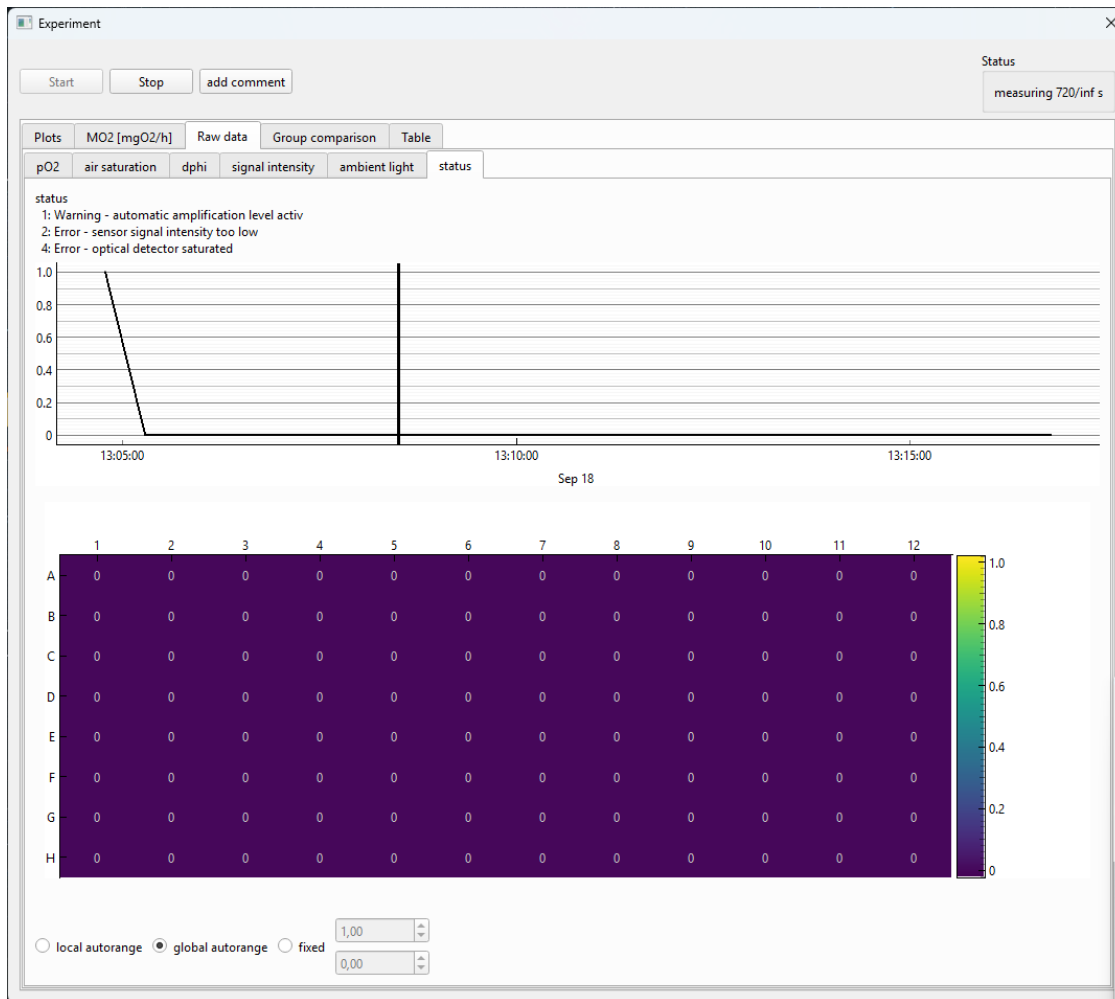 Experiment
Start Stop add comment
Status
measuring 720/inf s
Plots MO2 [mgO2/h] Raw data Group comparison Table
pO2 air saturation dphi signal intensity ambient light status
status
1: Warning - automatic amplification level activ
2: Error - sensor signal intensity too low
4: Error - optical detector saturated
1.0
0.8
0.6
0.4
0.2
0
13:05:00 13:10:00 13:15:00
Sep 18
1 2 3 4 5 6 7 8 9 10 11 12
A 0 0 0 0 0 0 0 0 0 0 0 0
B 0 0 0 0 0 0 0 0 0 0 0 0
C 0 0 0 0 0 0 0 0 0 0 0 0
D 0 0 0 0 0 0 0 0 0 0 0 0
E 0 0 0 0 0 0 0 0 0 0 0 0
F 0 0 0 0 0 0 0 0 0 0 0 0
G 0 0 0 0 0 0 0 0 0 0 0 0
H 0 0 0 0 0 0 0 0 0 0 0 0
1.0
0.8
0.6
0.4
0.2
0
local autorange global autorange fixed
1,00
0,00